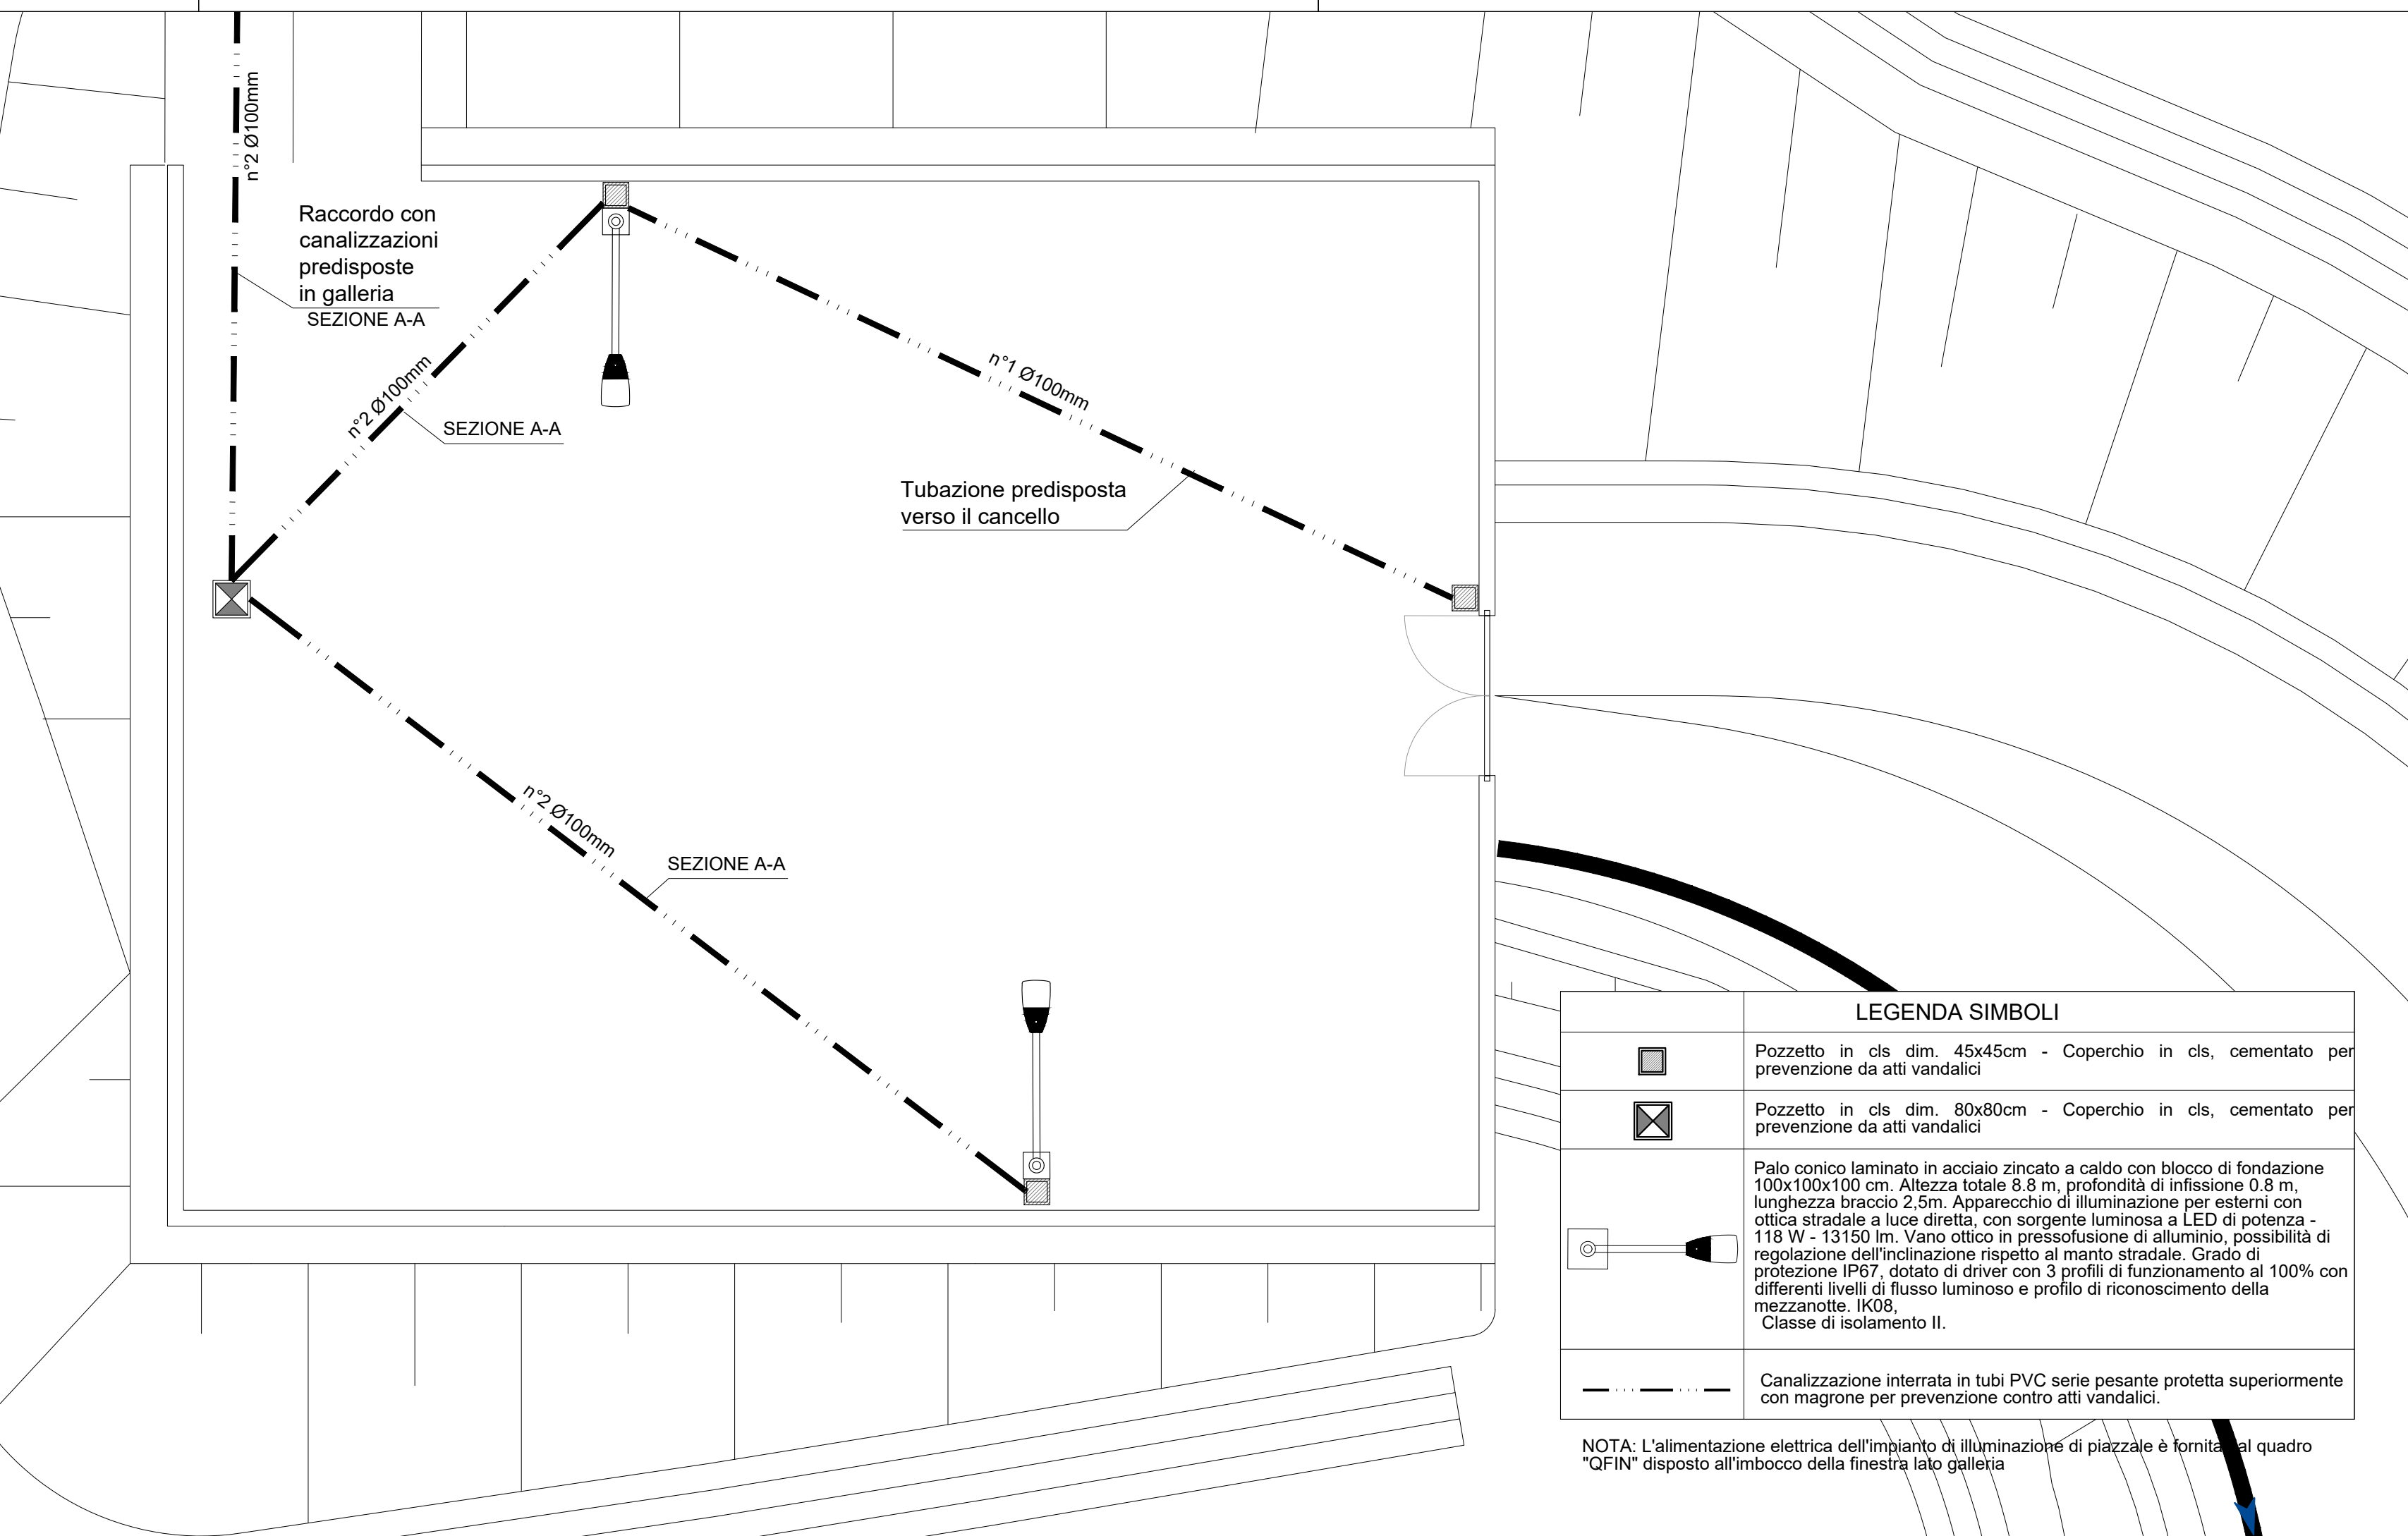 n°2 Ø100mm
Raccordo con
canalizzazioni
predisposte
in galleria
SEZIONE A-A
n°2 Ø100mm
SEZIONE A-A
n°1 Ø100mm
Tubazione predisposta
verso il cancello
n°2 Ø100mm
SEZIONE A-A
LEGENDA SIMBOLI
Pozzetto in cls dim. 45x45cm - Coperchio in cls, cementato per
prevenzione da atti vandalici
Pozzetto in cls dim. 80x80cm - Coperchio in cls, cementato per
prevenzione da atti vandalici
Palo conico laminato in acciaio zincato a caldo con blocco di fondazione
100x100x100 cm. Altezza totale 8.8 m, profondità di infissione 0.8 m,
lunghezza braccio 2,5m. Apparecchio di illuminazione per esterni con
ottica stradale a luce diretta, con sorgente luminosa a LED di potenza -
118 W - 13150 lm. Vano ottico in pressofusione di alluminio, possibilità di
regolazione dell'inclinazione rispetto al manto stradale. Grado di
protezione IP67, dotato di driver con 3 profili di funzionamento al 100% con
differenti livelli di flusso luminoso e profilo di riconoscimento della
mezzanotte. IK08,
Classe di isolamento II.
Canalizzazione interrata in tubi PVC serie pesante protetta superiormente
con magrone per prevenzione contro atti vandalici.
NOTA: L'alimentazione elettrica dell'impianto di illuminazione di piazzale è fornita dal quadro
"QFIN" disposto all'imbocco della finestra lato galleria